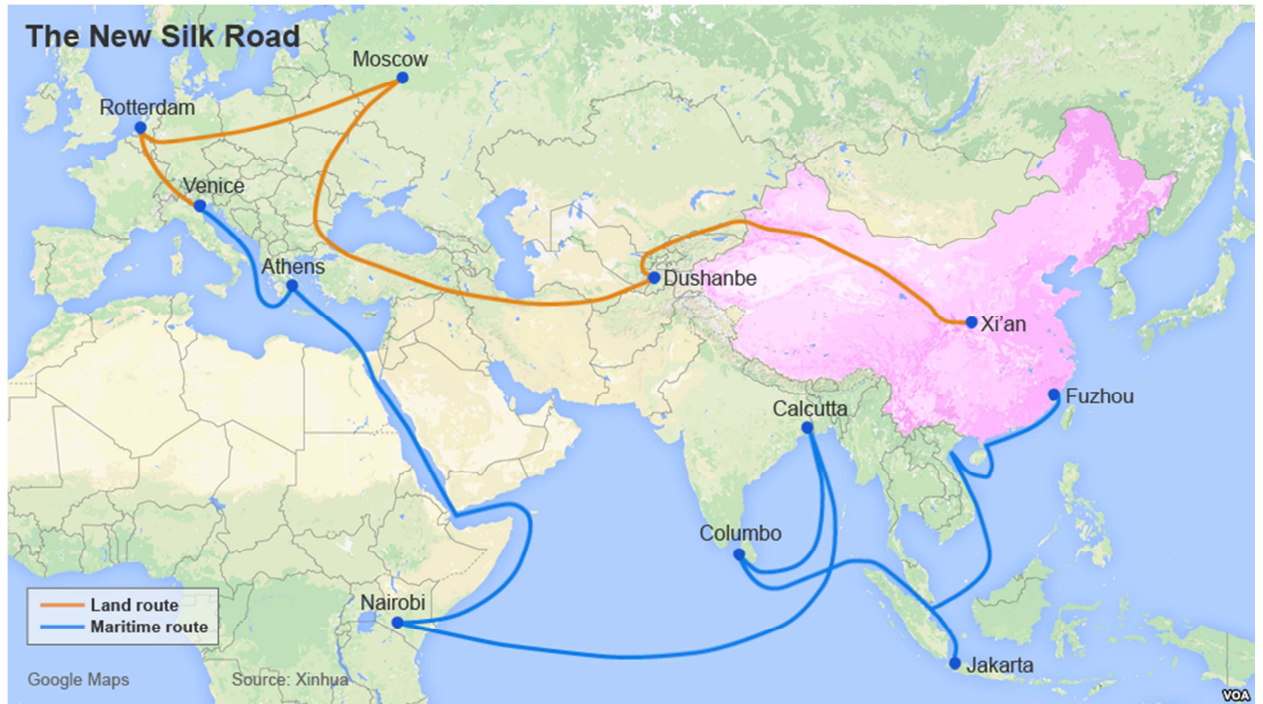 The New Silk Road
Moscow
Rotterdam
Venice
Athens
Dushanbe
Xi'an
Fuzhou
Calcutta
Columbo
Nairobi
Jakarta
Land route
Maritime route
Google Maps
Source: Xinhua
VOA